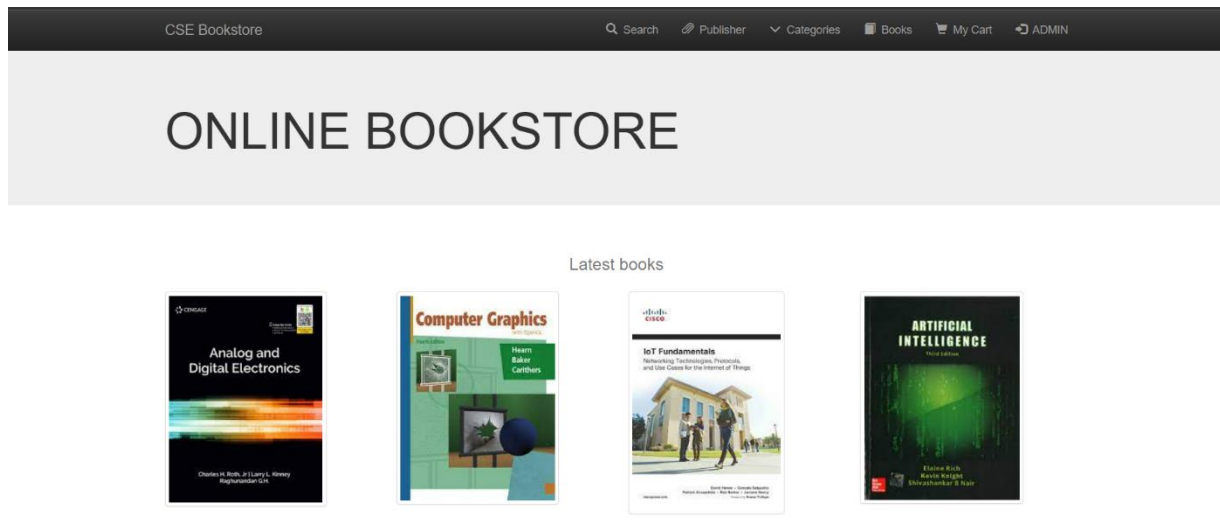 CSE Bookstore
Search
Publisher
Categories
Books
My Cart
ADMIN
ONLINE BOOKSTORE
Latest books
CENGAGE
Analog and
Digital Electronics
Charles H. Roth, Jr | Larry L. Kinney
Raghunandan G.H.
Computer Graphics
with OpenGL
Fourth Edition
Hearn
Baker
Carithers
CISCO
IoT Fundamentals
Networking Technologies, Protocols,
and Use Cases for the Internet of Things
ARTIFICIAL
INTELLIGENCE
Third Edition
Elaine Rich
Kevin Knight
Shivashankar B Nair